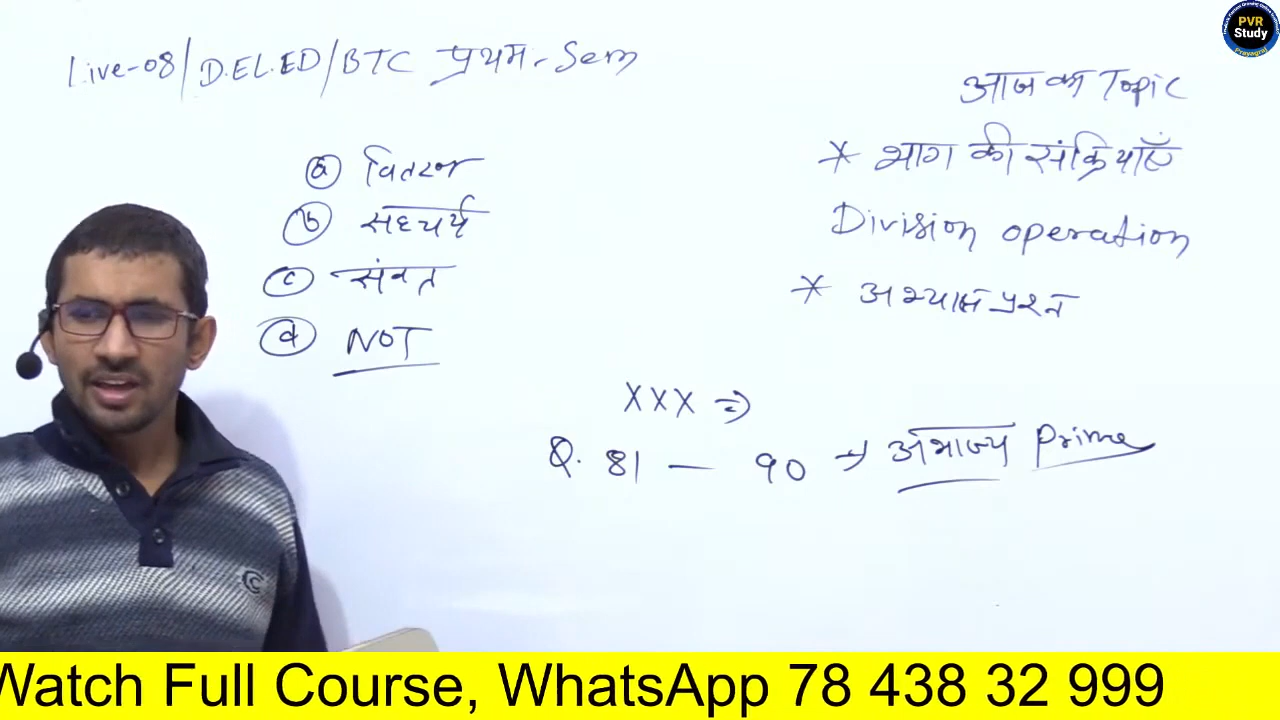 Live-08/D.EL.ED/BTC प्रथम - Sem
आज का Topic
* भाग की संक्रियाएँ
Division operation
* अभ्यास प्रश्न
(a) वितरण
(b) सहचर्य
(c) संवृत
(d) NOT
XXX ⇒
Q. 81 — 90 → अभाज्य Prime
PVR
Study
Prayagraj
Watch Full Course, WhatsApp 78 438 32 999